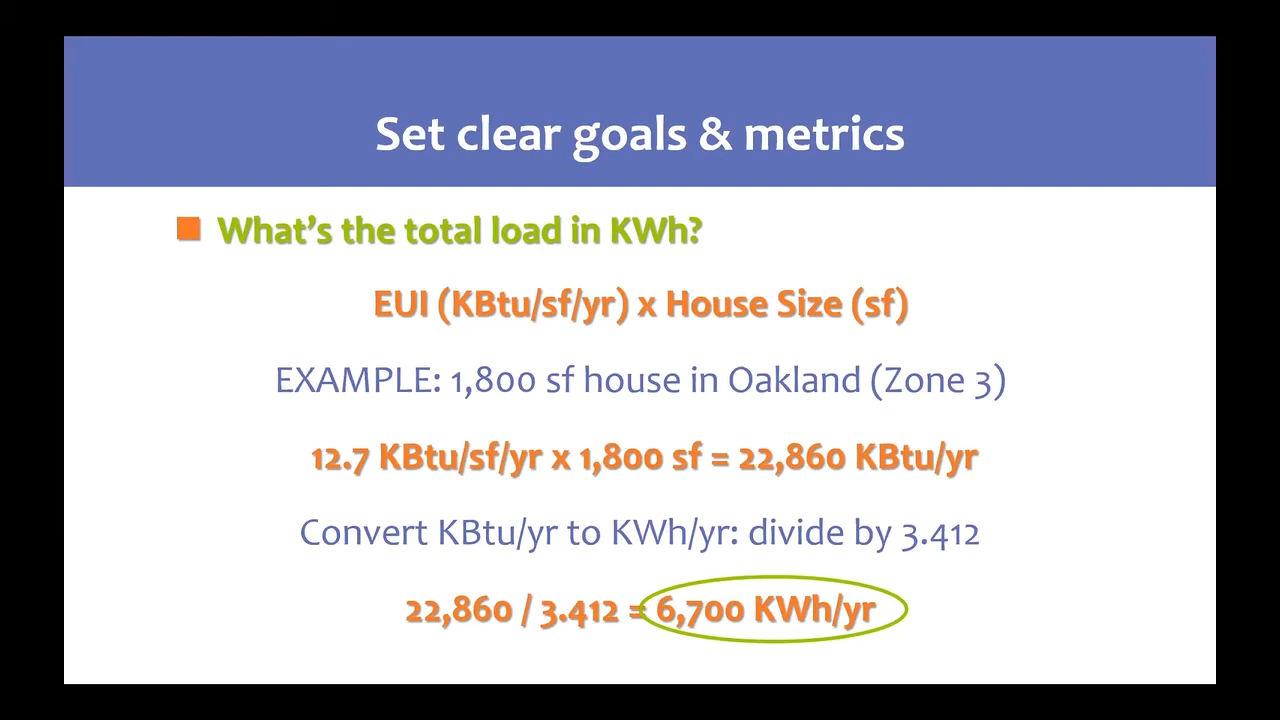 Set clear goals & metrics
What’s the total load in KWh?
EUI (KBtu/sf/yr) x House Size (sf)
EXAMPLE: 1,800 sf house in Oakland (Zone 3)
12.7 KBtu/sf/yr x 1,800 sf = 22,860 KBtu/yr
Convert KBtu/yr to KWh/yr: divide by 3.412
22,860 / 3.412 = 6,700 KWh/yr